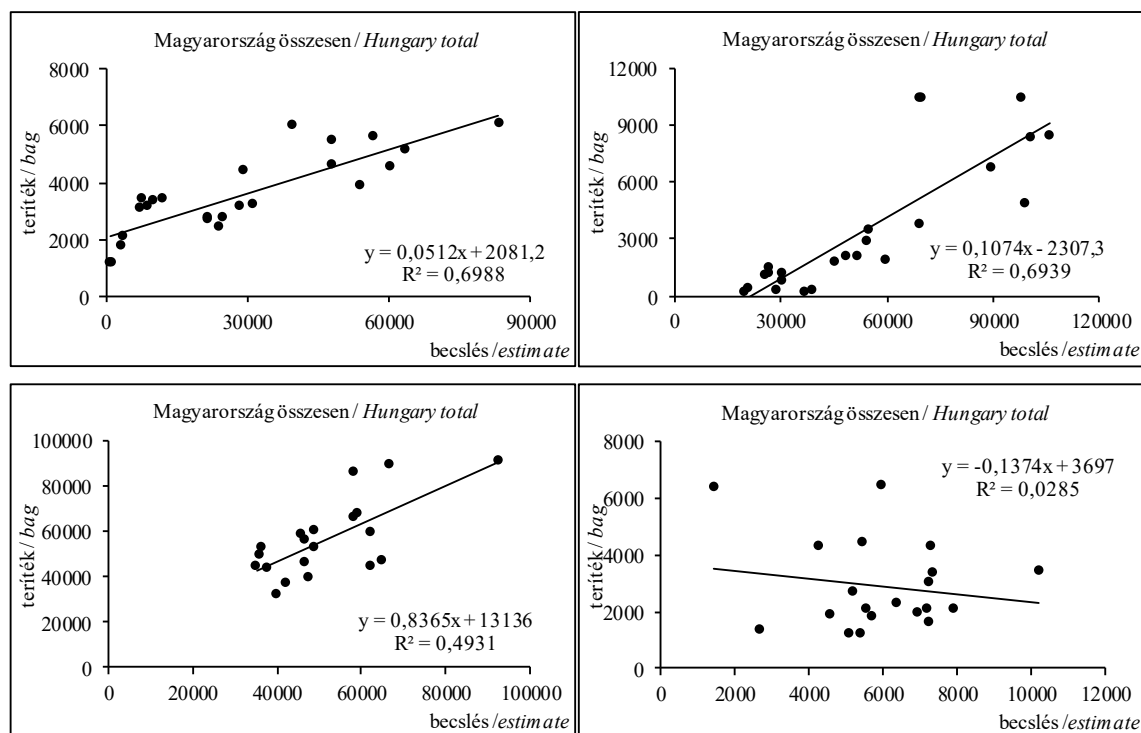 Magyarország összesen / Hungary total
teríték / bag
8000
6000
4000
2000
0
y = 0,0512x + 2081,2
R² = 0,6988
0 30000 60000 90000
becslés /estimate
Magyarország összesen / Hungary total
teríték / bag
12000
9000
6000
3000
0
y = 0,1074x - 2307,3
R² = 0,6939
0 30000 60000 90000 120000
becslés /estimate
Magyarország összesen / Hungary total
teríték / bag
100000
80000
60000
40000
20000
0
y = 0,8365x + 13136
R² = 0,4931
0 20000 40000 60000 80000 100000
becslés /estimate
Magyarország összesen / Hungary total
teríték / bag
8000
6000
4000
2000
0
y = -0,1374x + 3697
R² = 0,0285
0 2000 4000 6000 8000 10000 12000
becslés /estimate